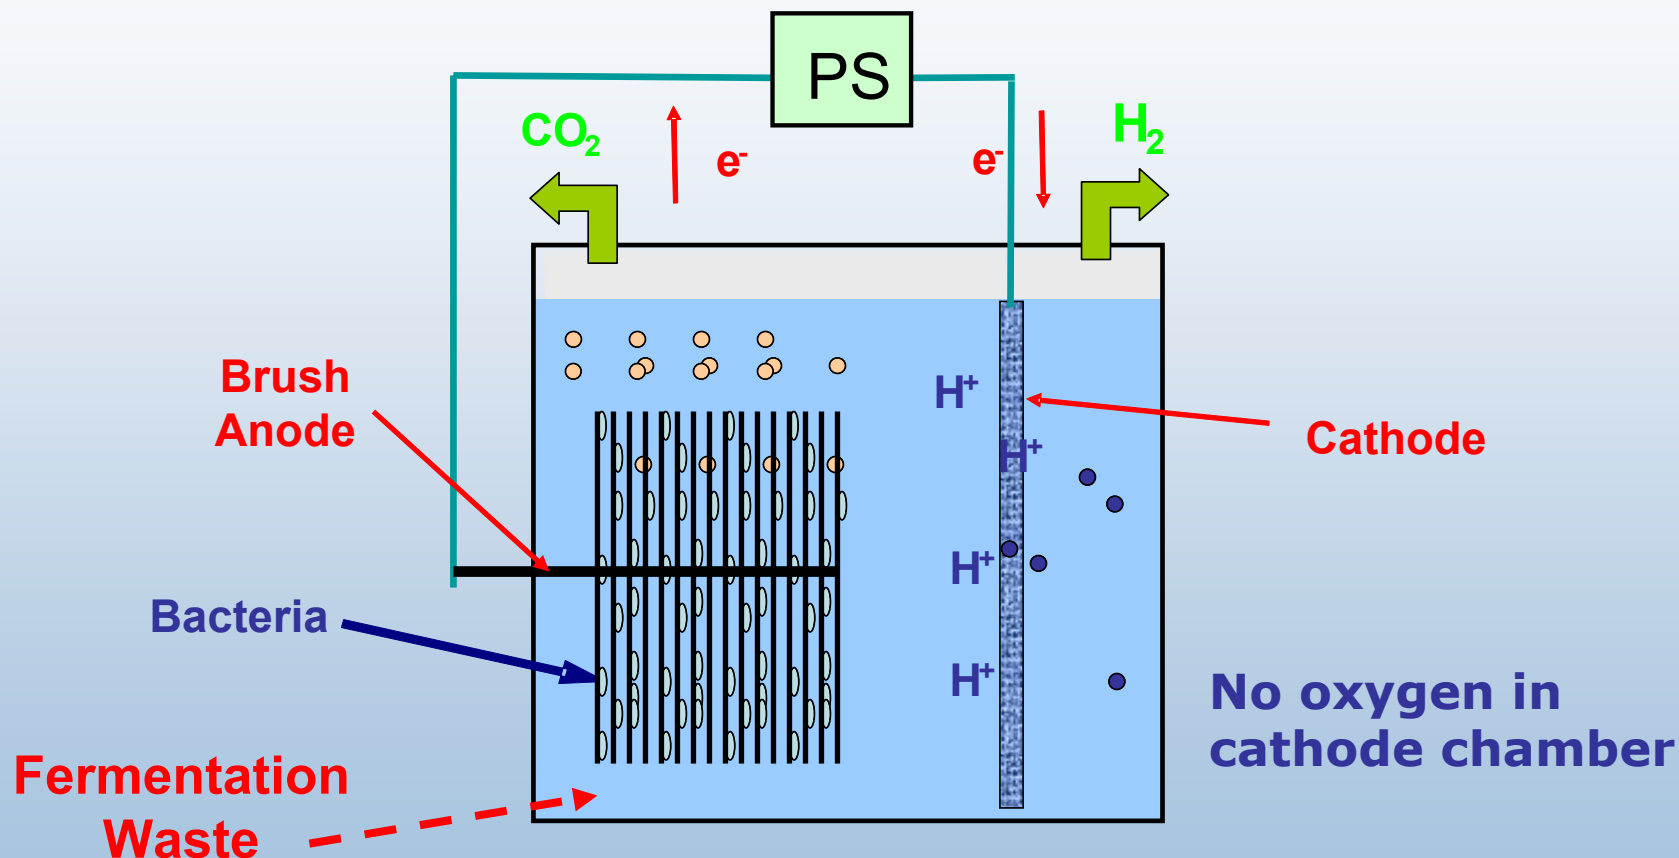 PS
CO₂
e⁻
e⁻
H₂
Brush
Anode
H⁺
H⁺
Cathode
H⁺
Bacteria
H⁺
No oxygen in
cathode chamber
Fermentation
Waste